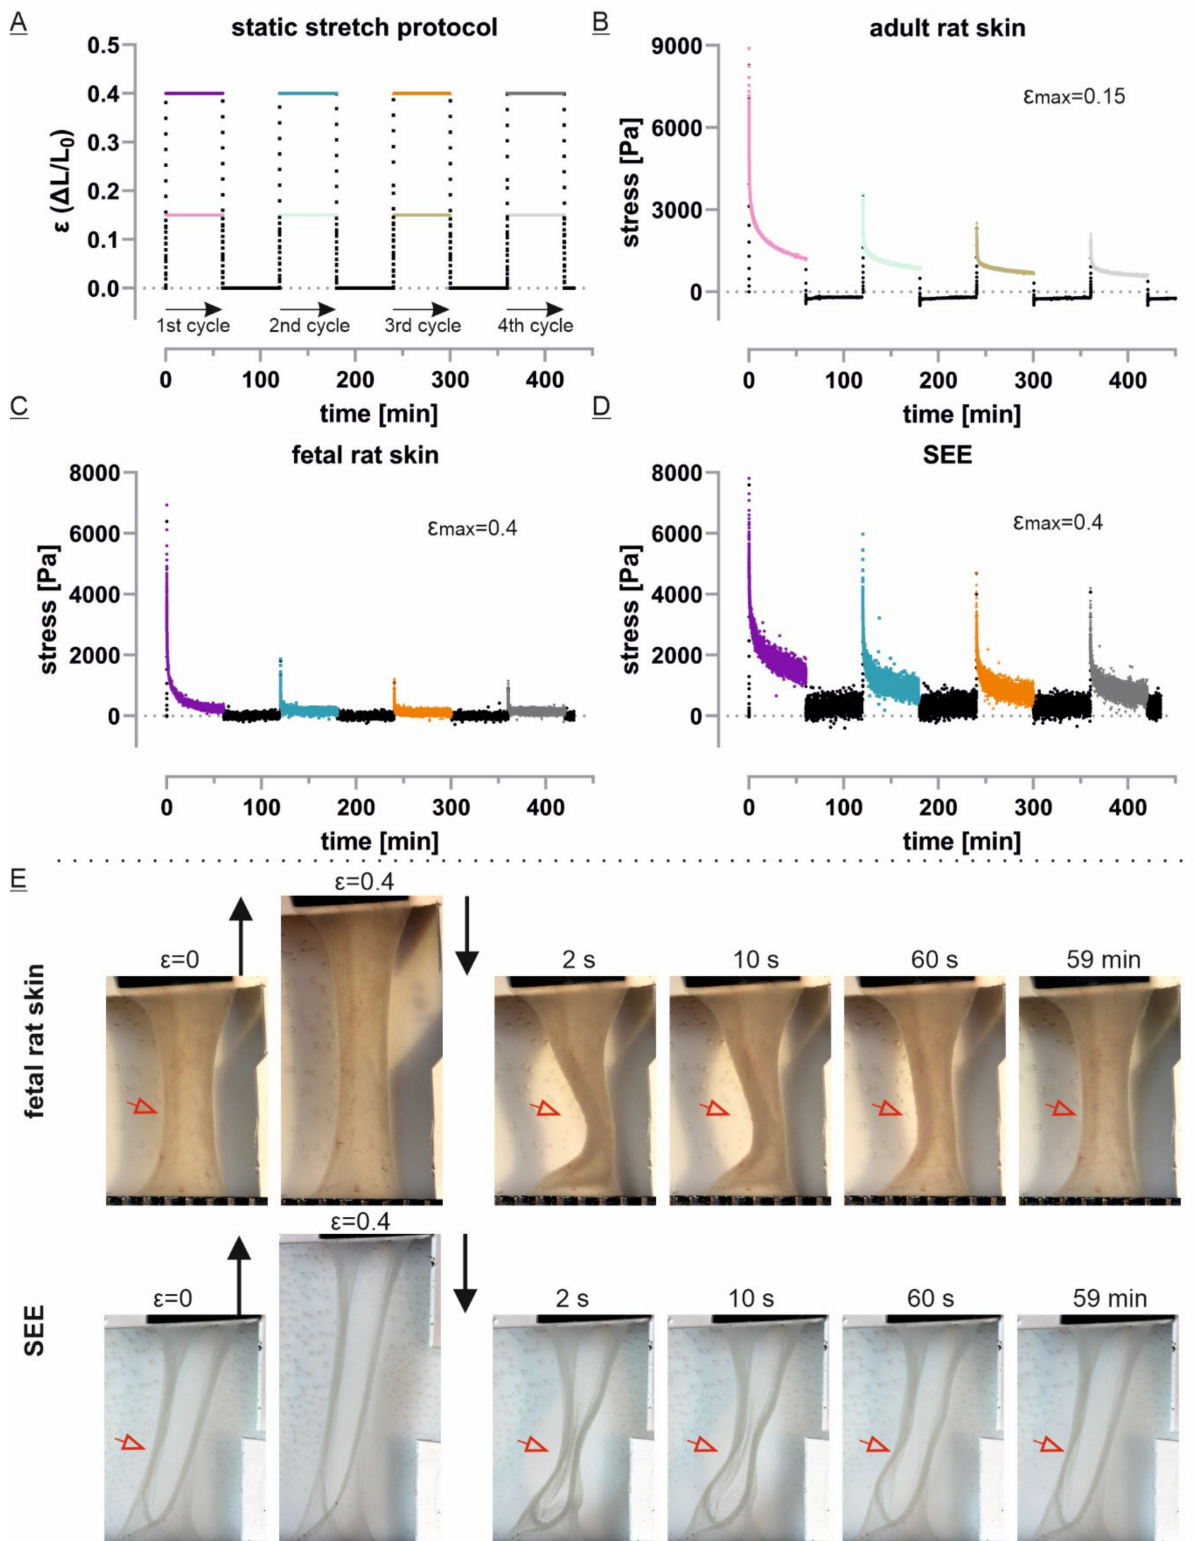 A
static stretch protocol
ε (ΔL/L0)
0.5
0.4
0.3
0.2
0.1
0.0
1st cycle 2nd cycle 3rd cycle 4th cycle
0 100 200 300 400
time [min]
B
adult rat skin
εmax=0.15
stress [Pa]
9000
6000
3000
0
0 100 200 300 400
time [min]
C
fetal rat skin
εmax=0.4
stress [Pa]
8000
6000
4000
2000
0
0 100 200 300 400
time [min]
D
SEE
εmax=0.4
stress [Pa]
8000
6000
4000
2000
0
0 100 200 300 400
time [min]
E
fetal rat skin
ε=0
ε=0.4
2 s
10 s
60 s
59 min
SEE
ε=0
ε=0.4
2 s
10 s
60 s
59 min